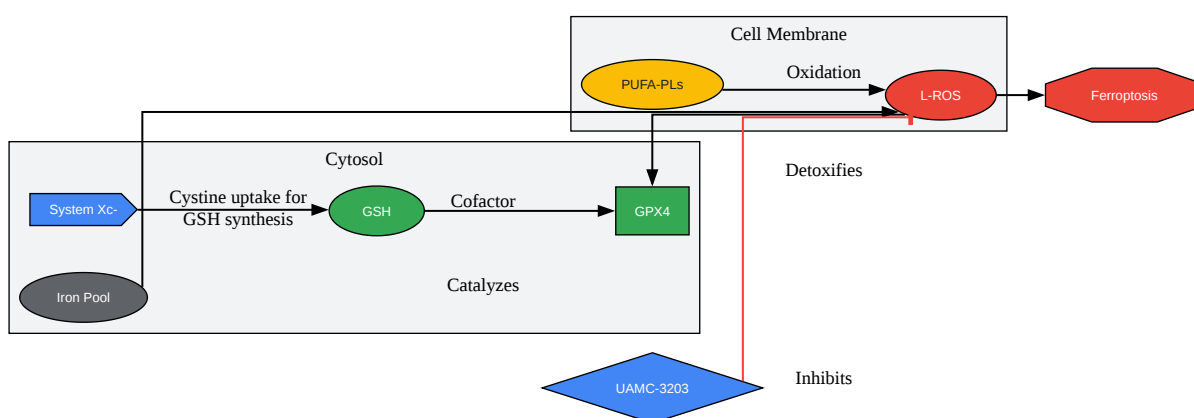 Cell Membrane
Oxidation
PUFA-PLs
L-ROS
Ferroptosis
Cytosol
Detoxifies
System Xc-
Cystine uptake for
GSH synthesis
GSH
Cofactor
GPX4
Iron Pool
Catalyzes
UAMC-3203
Inhibits